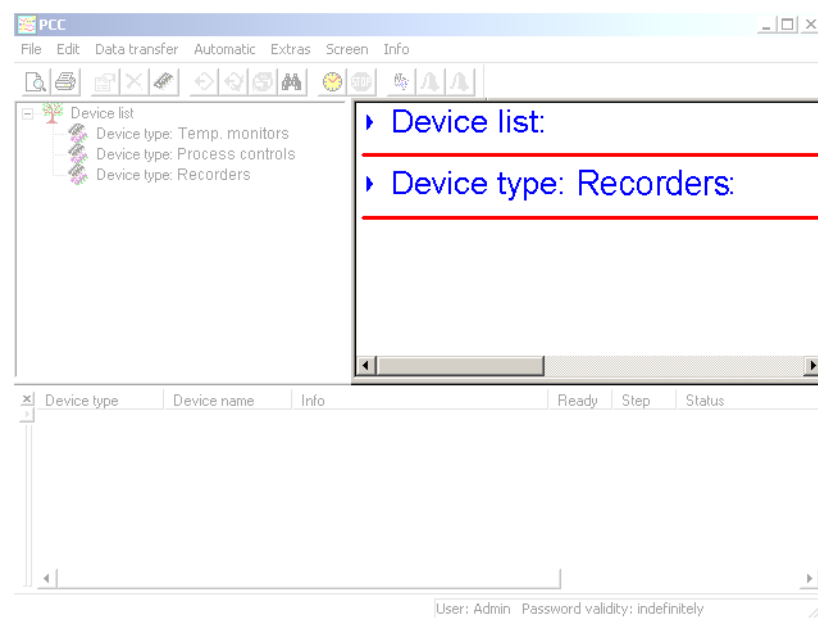 PCC
File Edit Data transfer Automatic Extras Screen Info
STOP
Device list
Device type: Temp. monitors
Device type: Process controls
Device type: Recorders
Device list:
Device type: Recorders:
Device type Device name Info Ready Step Status
User: Admin Password validity: indefinitely